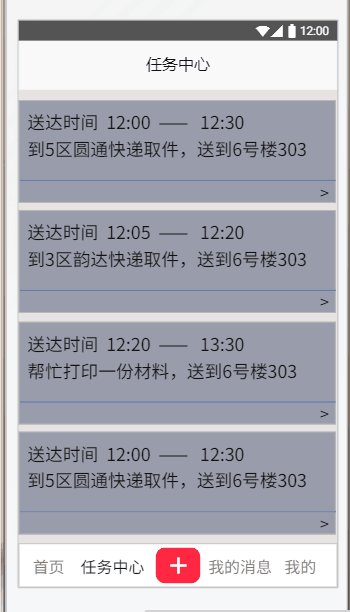 12:00
任务中心
送达时间 12:00 —— 12:30
到5区圆通快递取件，送到6号楼303
>
送达时间 12:05 —— 12:20
到3区韵达快递取件，送到6号楼303
>
送达时间 12:20 —— 13:30
帮忙打印一份材料，送到6号楼303
>
送达时间 12:00 —— 12:30
到5区圆通快递取件，送到6号楼303
>
首页 任务中心 + 我的消息 我的